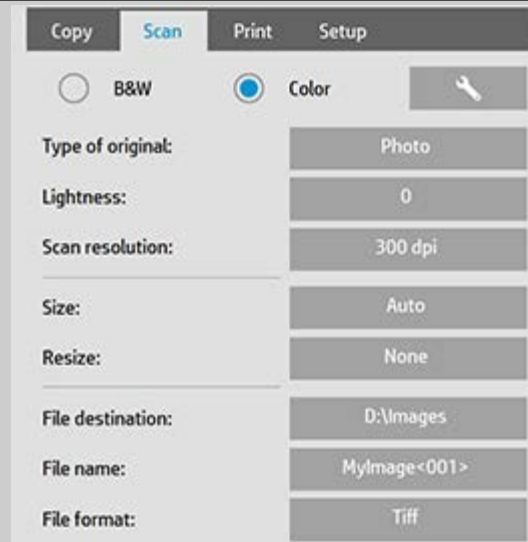 Copy Scan Print Setup
B&W Color
Type of original: Photo
Lightness: 0
Scan resolution: 300 dpi
Size: Auto
Resize: None
File destination: D:\Images
File name: MyImage<001>
File format: Tiff